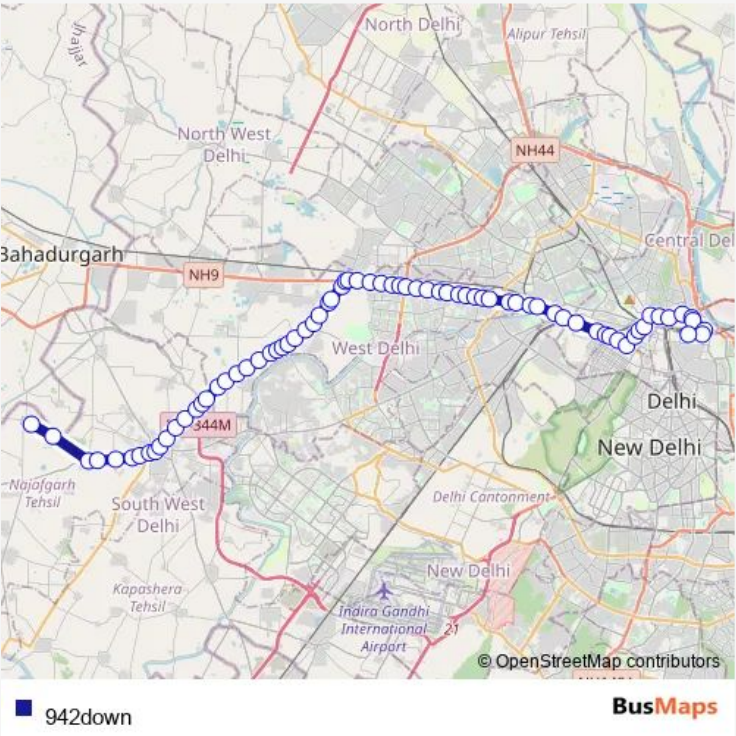 North Delhi
Alipur Tehsil
Jhajjar
North West
Delhi
NH44
Central Del
Bahadurgarh
NH9
West Delhi
344M
Delhi
New Delhi
Najafgarh
Tehsil
South West
Delhi
Delhi Cantonment
New Delhi
Kapashera
Tehsil
Indira Gandhi
International
Airport
21
© OpenStreetMap contributors
942down
BusMaps